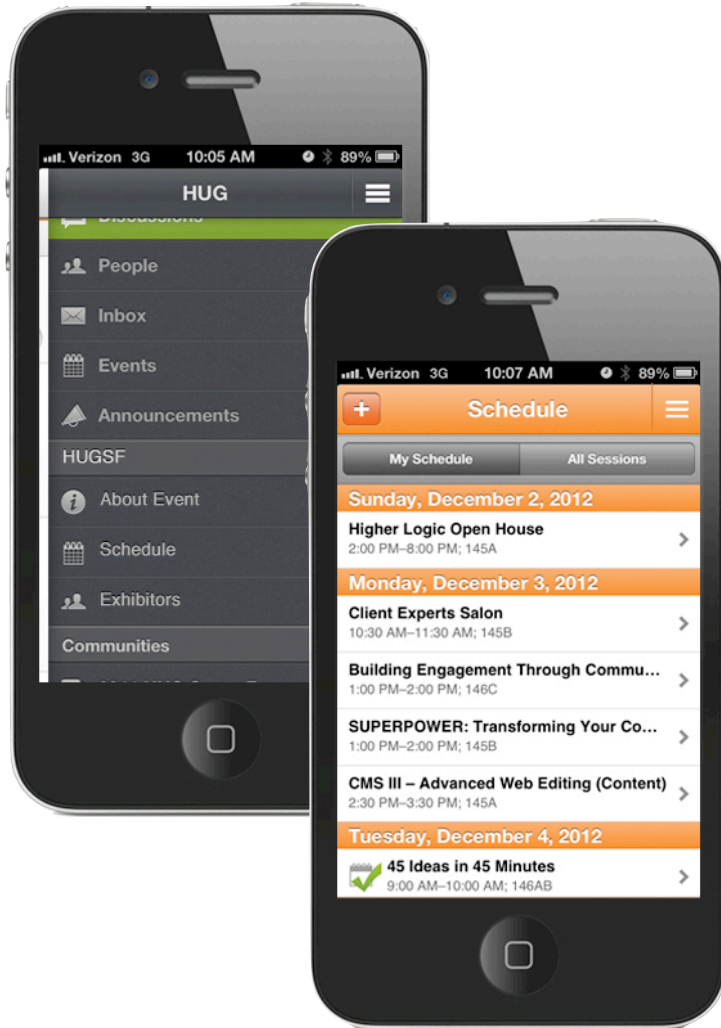 Verizon 3G 10:05 AM 89%
HUG
Discussions
People
Inbox
Events
Announcements
HUGSF
About Event
Schedule
Exhibitors
Communities
Verizon 3G 10:07 AM 89%
+ Schedule
My Schedule All Sessions
Sunday, December 2, 2012
Higher Logic Open House
2:00 PM–8:00 PM; 145A
Monday, December 3, 2012
Client Experts Salon
10:30 AM–11:30 AM; 145B
Building Engagement Through Commu...
1:00 PM–2:00 PM; 146C
SUPERPOWER: Transforming Your Co...
1:00 PM–2:00 PM; 145B
CMS III – Advanced Web Editing (Content)
2:30 PM–3:30 PM; 145A
Tuesday, December 4, 2012
45 Ideas in 45 Minutes
9:00 AM–10:00 AM; 146AB